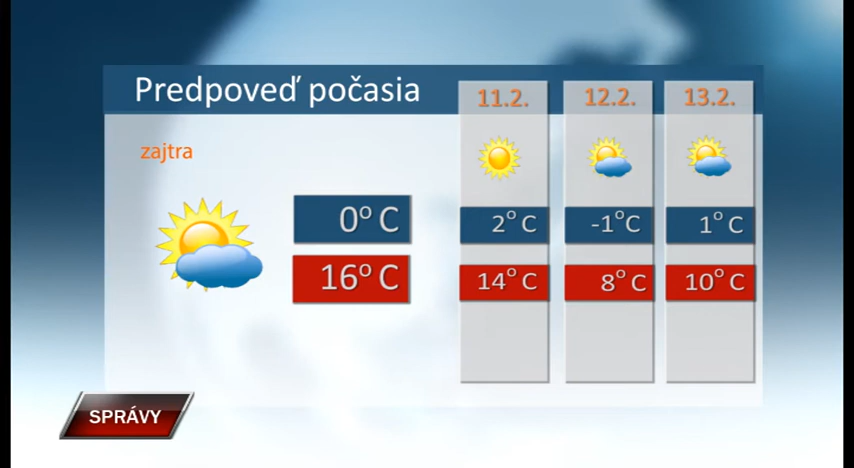 Predpoveď počasia
zajtra
0° C
16° C
11.2. 12.2. 13.2.
2° C -1°C 1° C
14° C 8° C 10° C
SPRÁVY